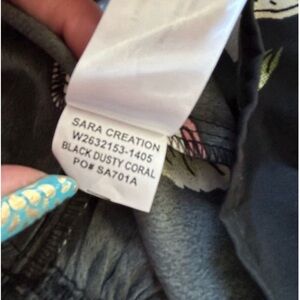 SARA CREATION
W2632153-1405
BLACK DUSTY CORAL
PO# SA701A